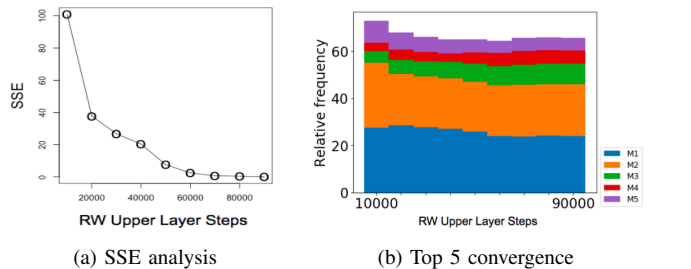 100
80
60
40
20
0
SSE
20000 40000 60000 80000
RW Upper Layer Steps
(a) SSE analysis
60
40
20
0
Relative frequency
10000 90000
RW Upper Layer Steps
M1
M2
M3
M4
M5
(b) Top 5 convergence